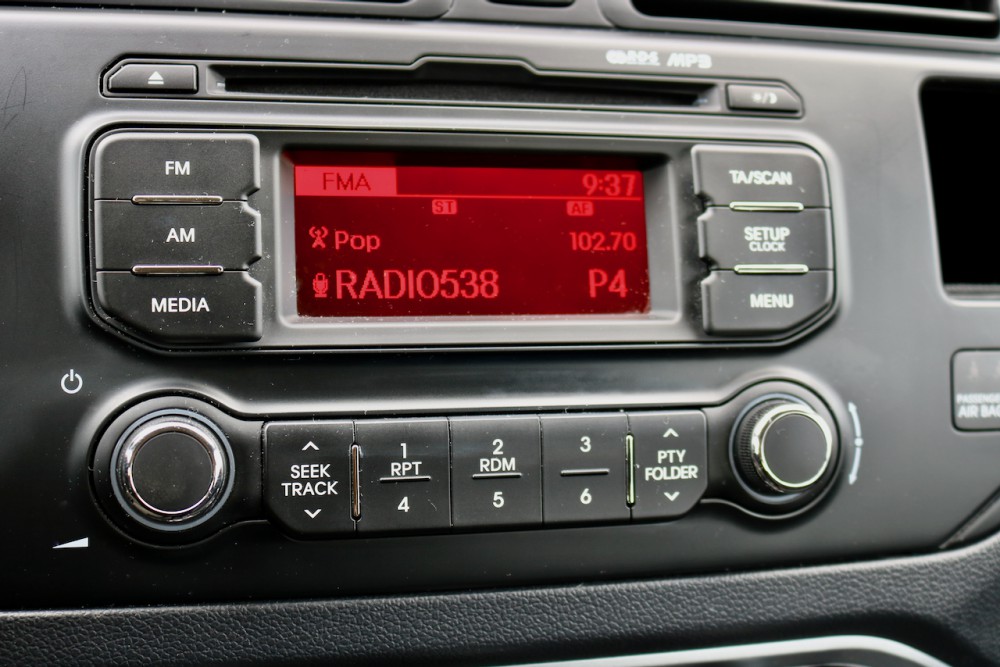 MP3
FM
AM
MEDIA
FMA
9:37
ST
AF
Pop
102.70
RADIO538
P4
TA/SCAN
SETUP
CLOCK
MENU
SEEK
TRACK
1
RPT
4
2
RDM
5
3
6
PTY
FOLDER
PASSENGER
AIR BAG